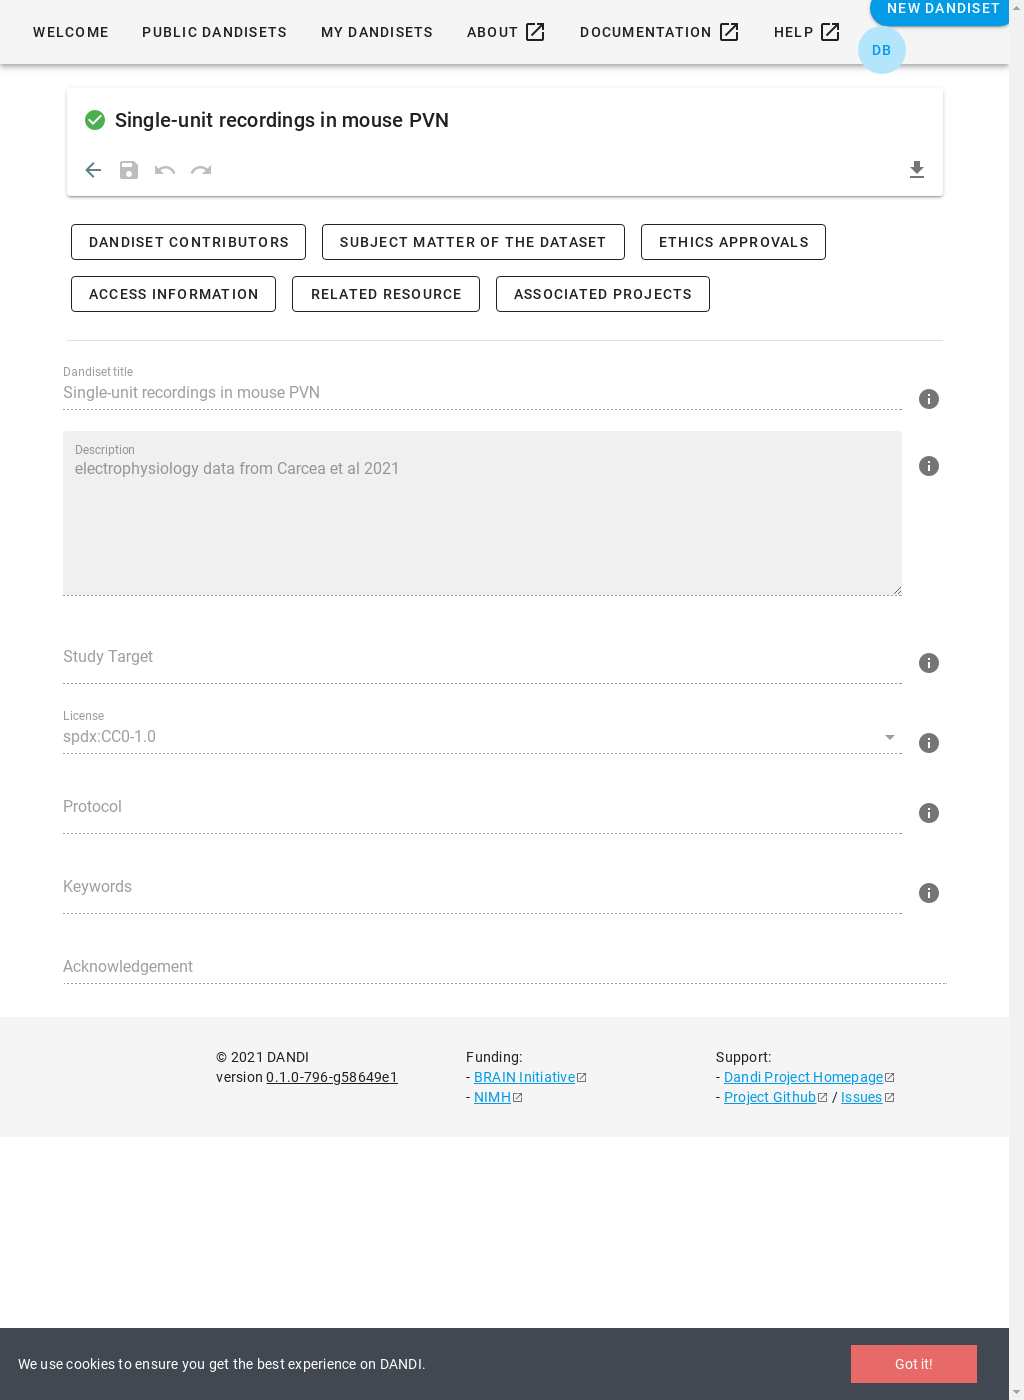 WELCOME PUBLIC DANDISETS MY DANDISETS ABOUT DOCUMENTATION HELP NEW DANDISET
DB
Single-unit recordings in mouse PVN
DANDISET CONTRIBUTORS SUBJECT MATTER OF THE DATASET ETHICS APPROVALS
ACCESS INFORMATION RELATED RESOURCE ASSOCIATED PROJECTS
Dandiset title
Single-unit recordings in mouse PVN
Description
electrophysiology data from Carcea et al 2021
Study Target
License
spdx:CC0-1.0
Protocol
Keywords
Acknowledgement
© 2021 DANDI
version 0.1.0-796-g58649e1
Funding:
- BRAIN Initiative
- NIMH
Support:
- Dandi Project Homepage
- Project Github / Issues
We use cookies to ensure you get the best experience on DANDI.
Got it!